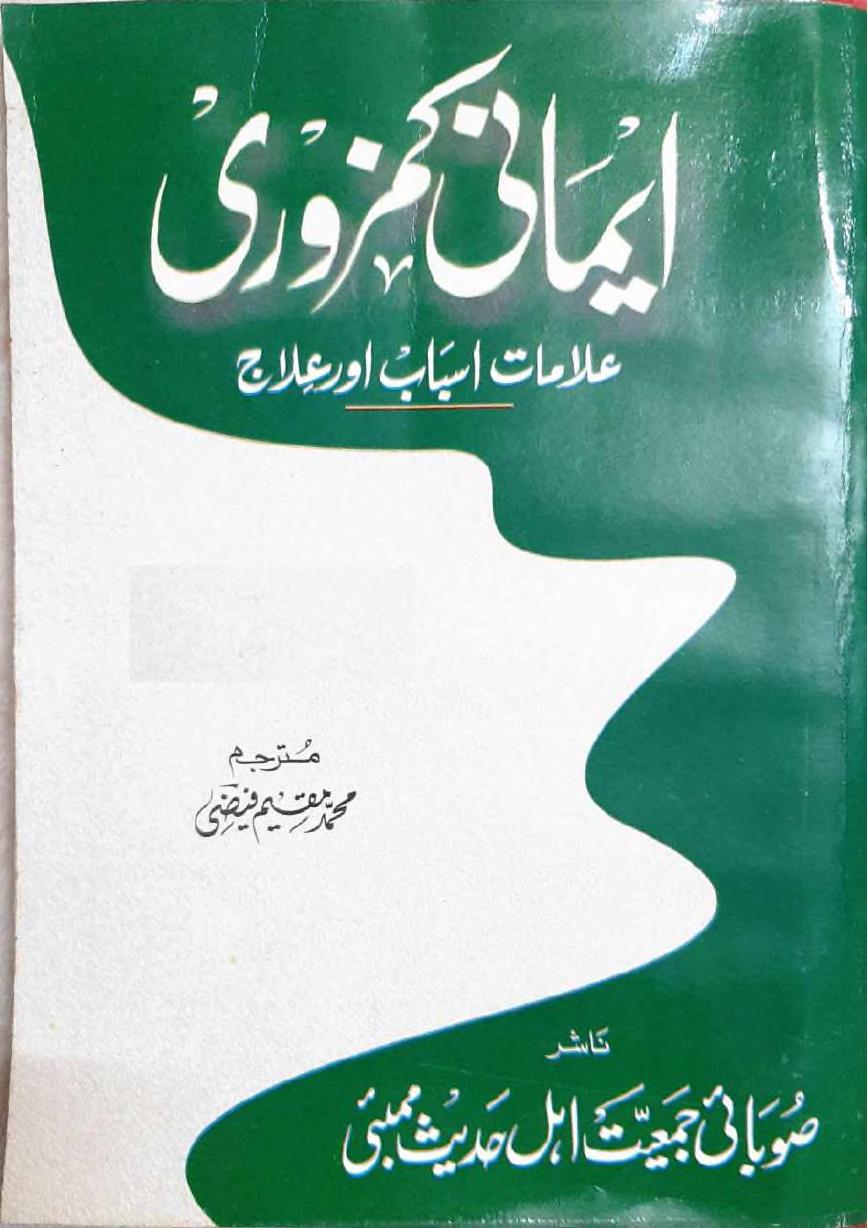 ایمانی کمزوری
علامات اسباب اور علاج
مترجم
محمد مقیم فیضی
ناشر
صوبائی جمعیت اہل حدیث ممبئی